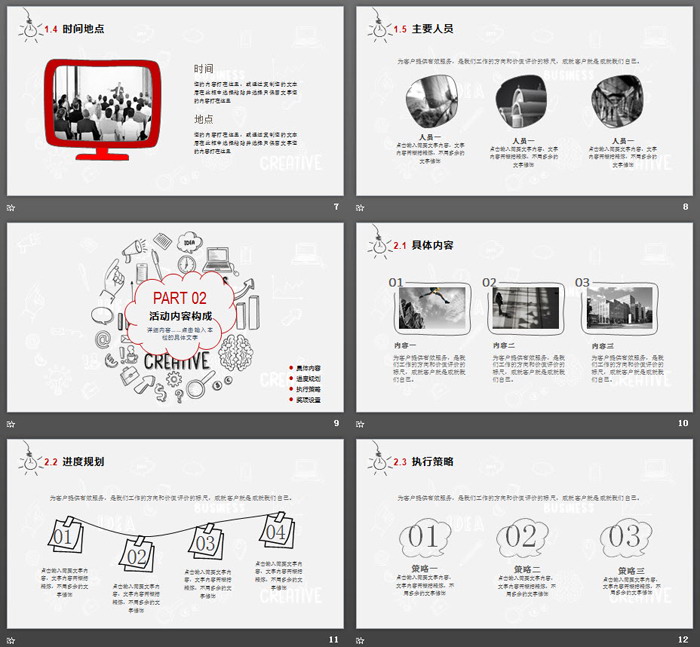 1.4 时间地点
时间
您的内容打在这里，或通过复制您的文本
后在此框中选择粘贴并选择只保留文字您
的内容打在这里
地点
您的内容打在这里，或通过复制您的文本
后在此框中选择粘贴并选择只保留文字您
的内容打在这里
BUSINESS
CREATIVE
7
1.5 主要人员
为客户提供有效服务，是我们工作的方向和价值评价的标尺，成就客户就是成就我们自己。
BUSINESS
人员一
点击输入简要文字内容，文字
内容需概括精炼，不用多余的
文字修饰
人员一
点击输入简要文字内容，文字
内容需概括精炼，不用多余的
文字修饰
人员一
点击输入简要文字内容，文字
内容需概括精炼，不用多余的
文字修饰
CREATIVE
8
IDEA
PART 02
活动内容构成
详细内容……点击输入本
栏的具体文字
CREATIVE
具体内容
进度规划
执行策略
奖项设置
9
2.1 具体内容
01
02
03
内容一
为客户提供有效服务，是我
们工作的方向和价值评价的
标尺，成就客户就是成就我
们自己。
内容二
为客户提供有效服务，是我
们工作的方向和价值评价的
标尺，成就客户就是成就我
们自己。
内容三
为客户提供有效服务，是我
们工作的方向和价值评价的
标尺，成就客户就是成就我
们自己。
10
2.2 进度规划
为客户提供有效服务，是我们工作的方向和价值评价的标尺，成就客户就是成就我们自己。
01
02
03
04
点击输入简要文字内
容，文字内容需概括
精炼，不用多余的文
字修饰
点击输入简要文字内
容，文字内容需概括
精炼，不用多余的文
字修饰
点击输入简要文字内
容，文字内容需概括
精炼，不用多余的文
字修饰
点击输入简要文字内
容，文字内容需概括
精炼，不用多余的文
字修饰
CREATIVE
11
2.3 执行策略
为客户提供有效服务，是我们工作的方向和价值评价的标尺，成就客户就是成就我们自己。
BUSINESS
IDEA
01
02
03
策略一
点击输入简要文字内容，
文字内容需概括精炼，不
用多余的文字修饰
策略二
点击输入简要文字内容，
文字内容需概括精炼，不
用多余的文字修饰
策略三
点击输入简要文字内容，
文字内容需概括精炼，不
用多余的文字修饰
CREATIVE
12